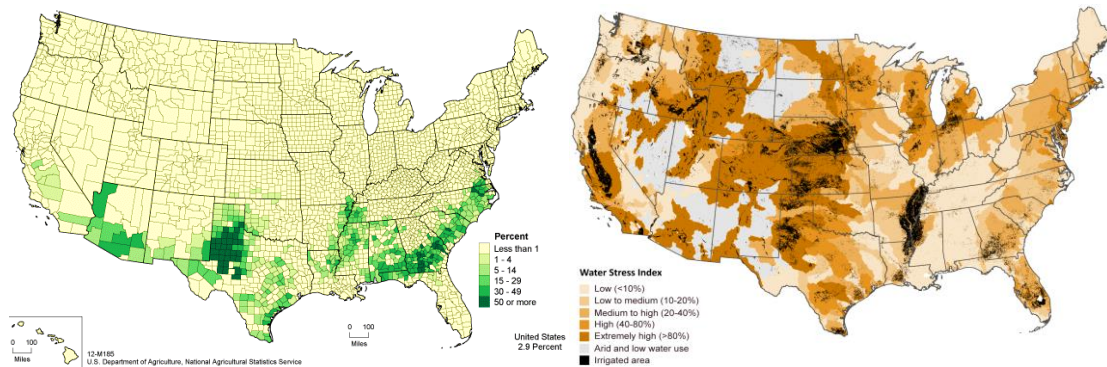 Percent
Less than 1
1 - 4
5 - 14
15 - 29
30 - 49
50 or more
United States
2.9 Percent
0 100
Miles
0 100
Miles
0 100
Miles
12-M185
U.S. Department of Agriculture, National Agricultural Statistics Service
Water Stress Index
Low (<10%)
Low to medium (10-20%)
Medium to high (20-40%)
High (40-80%)
Extremely high (>80%)
Arid and low water use
Irrigated area